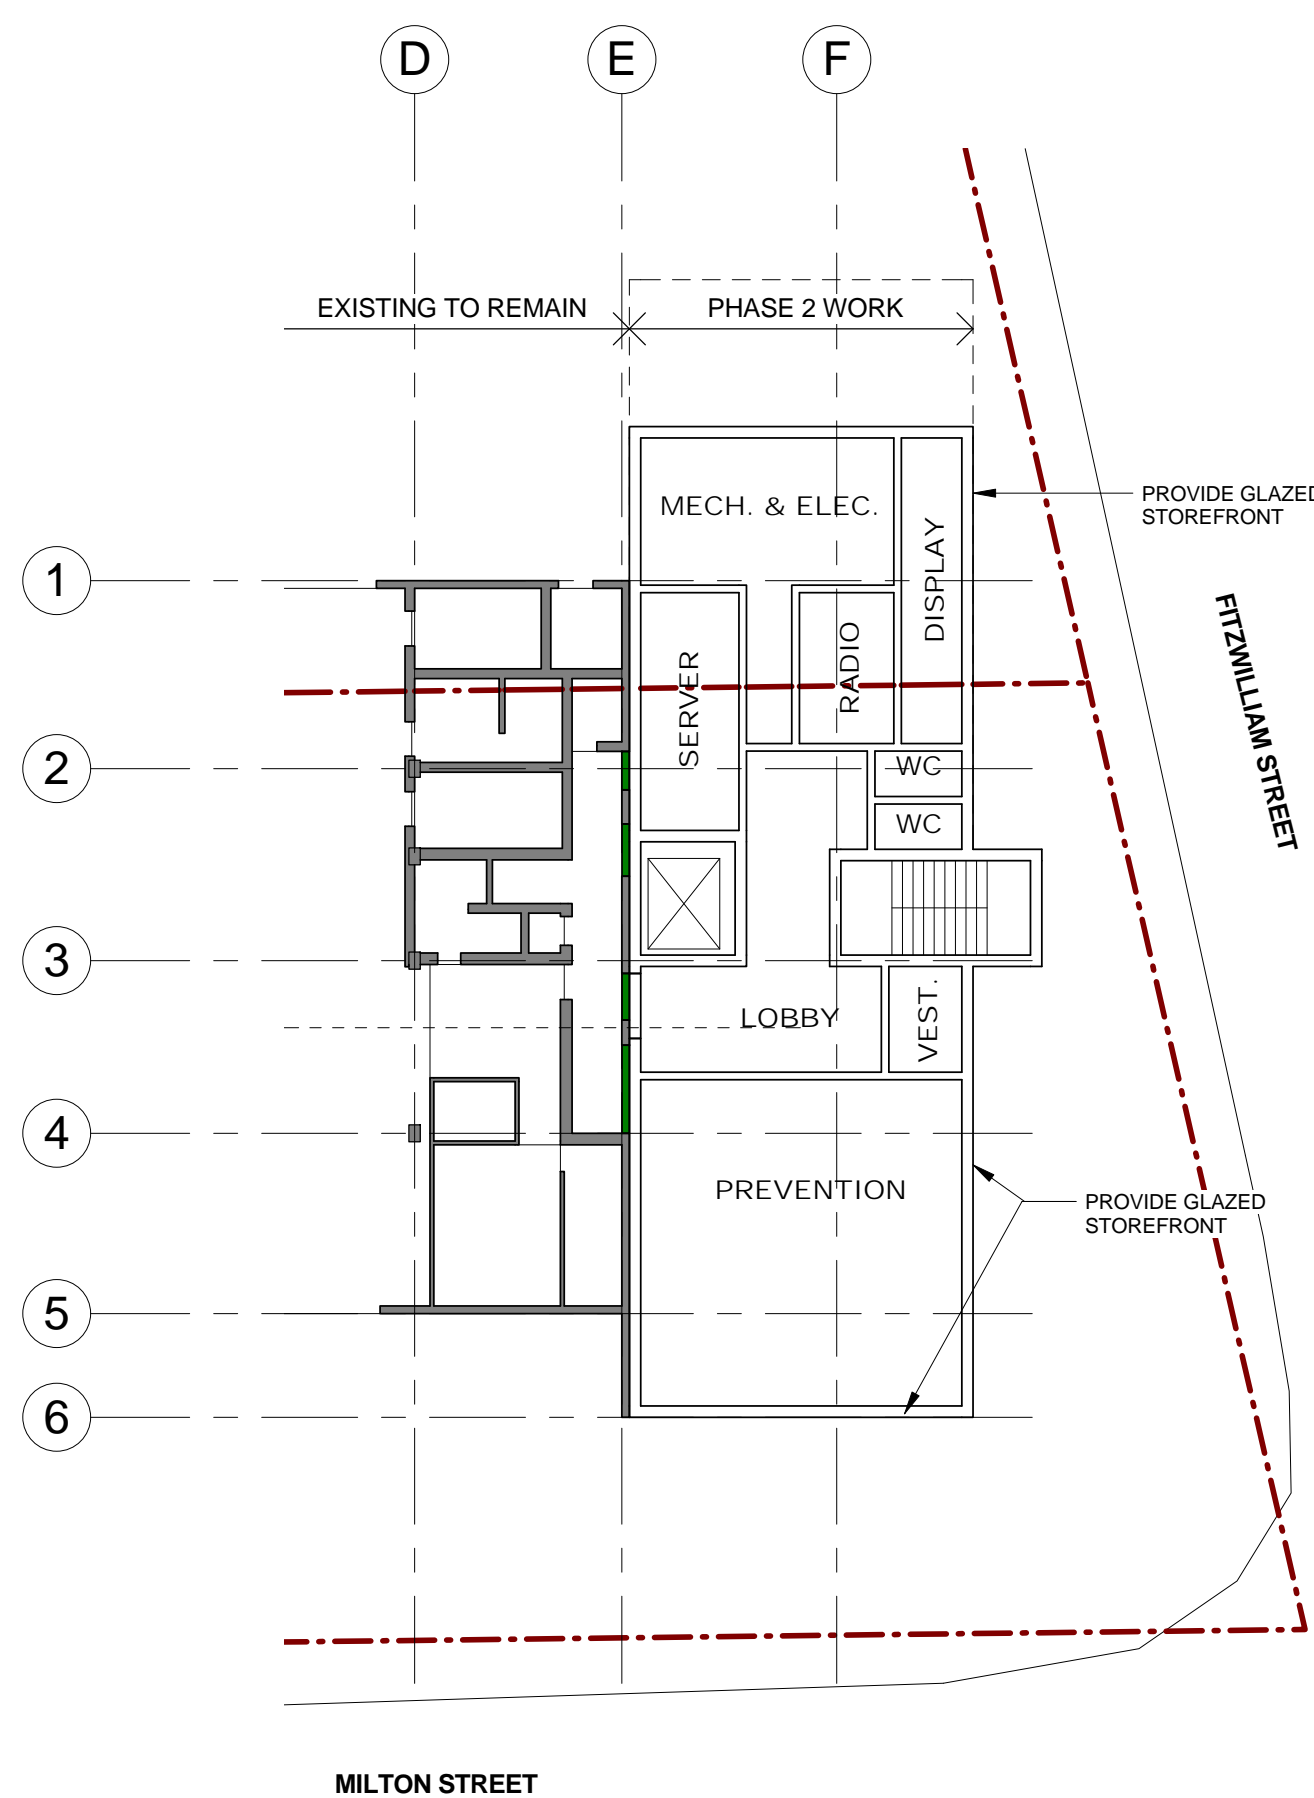 D E F
EXISTING TO REMAIN
PHASE 2 WORK
MECH. & ELEC.
DISPLAY
PROVIDE GLAZED
STOREFRONT
1
SERVER
RADIO
FITZWILLIAM STREET
2
WC
WC
3
LOBBY
VEST.
4
PREVENTION
PROVIDE GLAZED
STOREFRONT
5
6
MILTON STREET